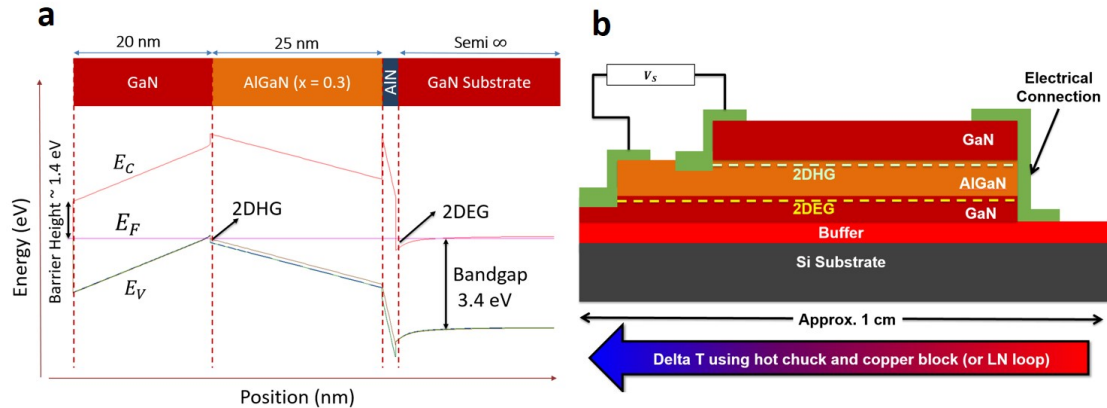 a
20 nm
25 nm
Semi ∞
GaN
AlGaN (x = 0.3)
AlN
GaN Substrate
Energy (eV)
Barrier Height ~ 1.4 eV
E_C
E_F
E_V
2DHG
2DEG
Bandgap
3.4 eV
Position (nm)
b
V_s
Electrical
Connection
GaN
2DHG
AlGaN
2DEG
GaN
Buffer
Si Substrate
Approx. 1 cm
Delta T using hot chuck and copper block (or LN loop)